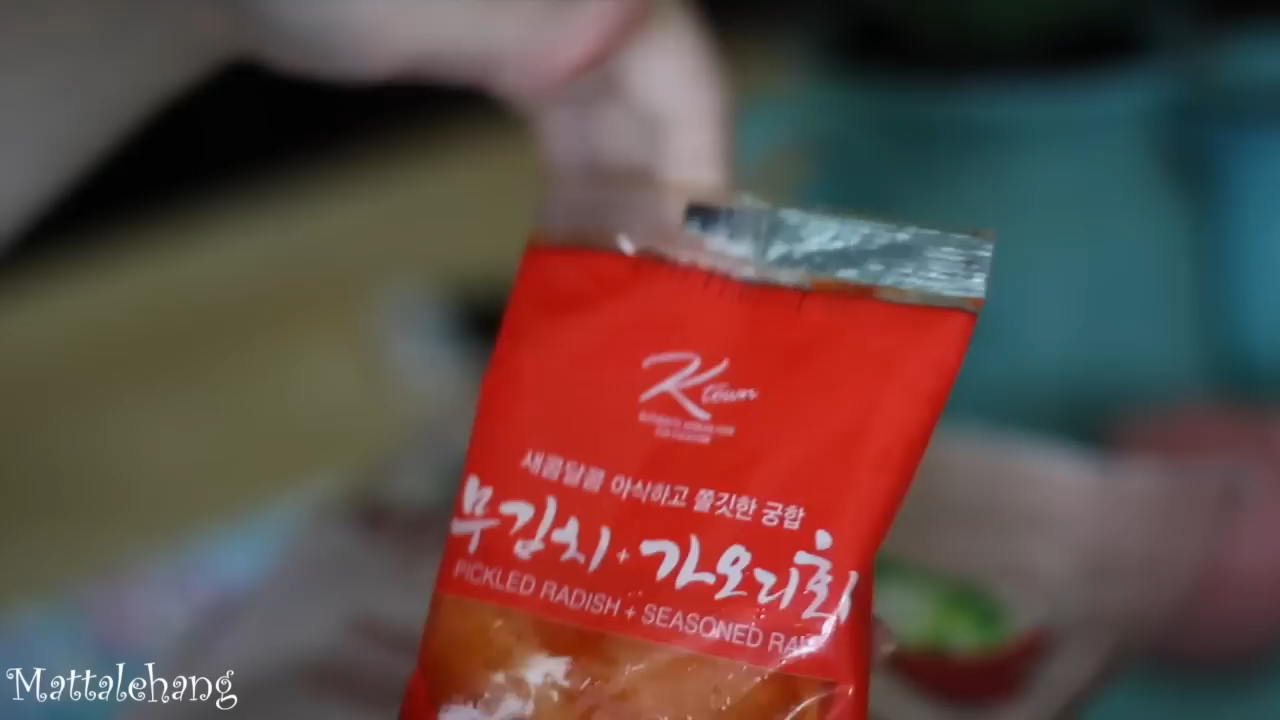 K town
새콤달콤 아삭하고 쫄깃한 궁합
무김치 + 가오리회
PICKLED RADISH + SEASONED
Mattalehang